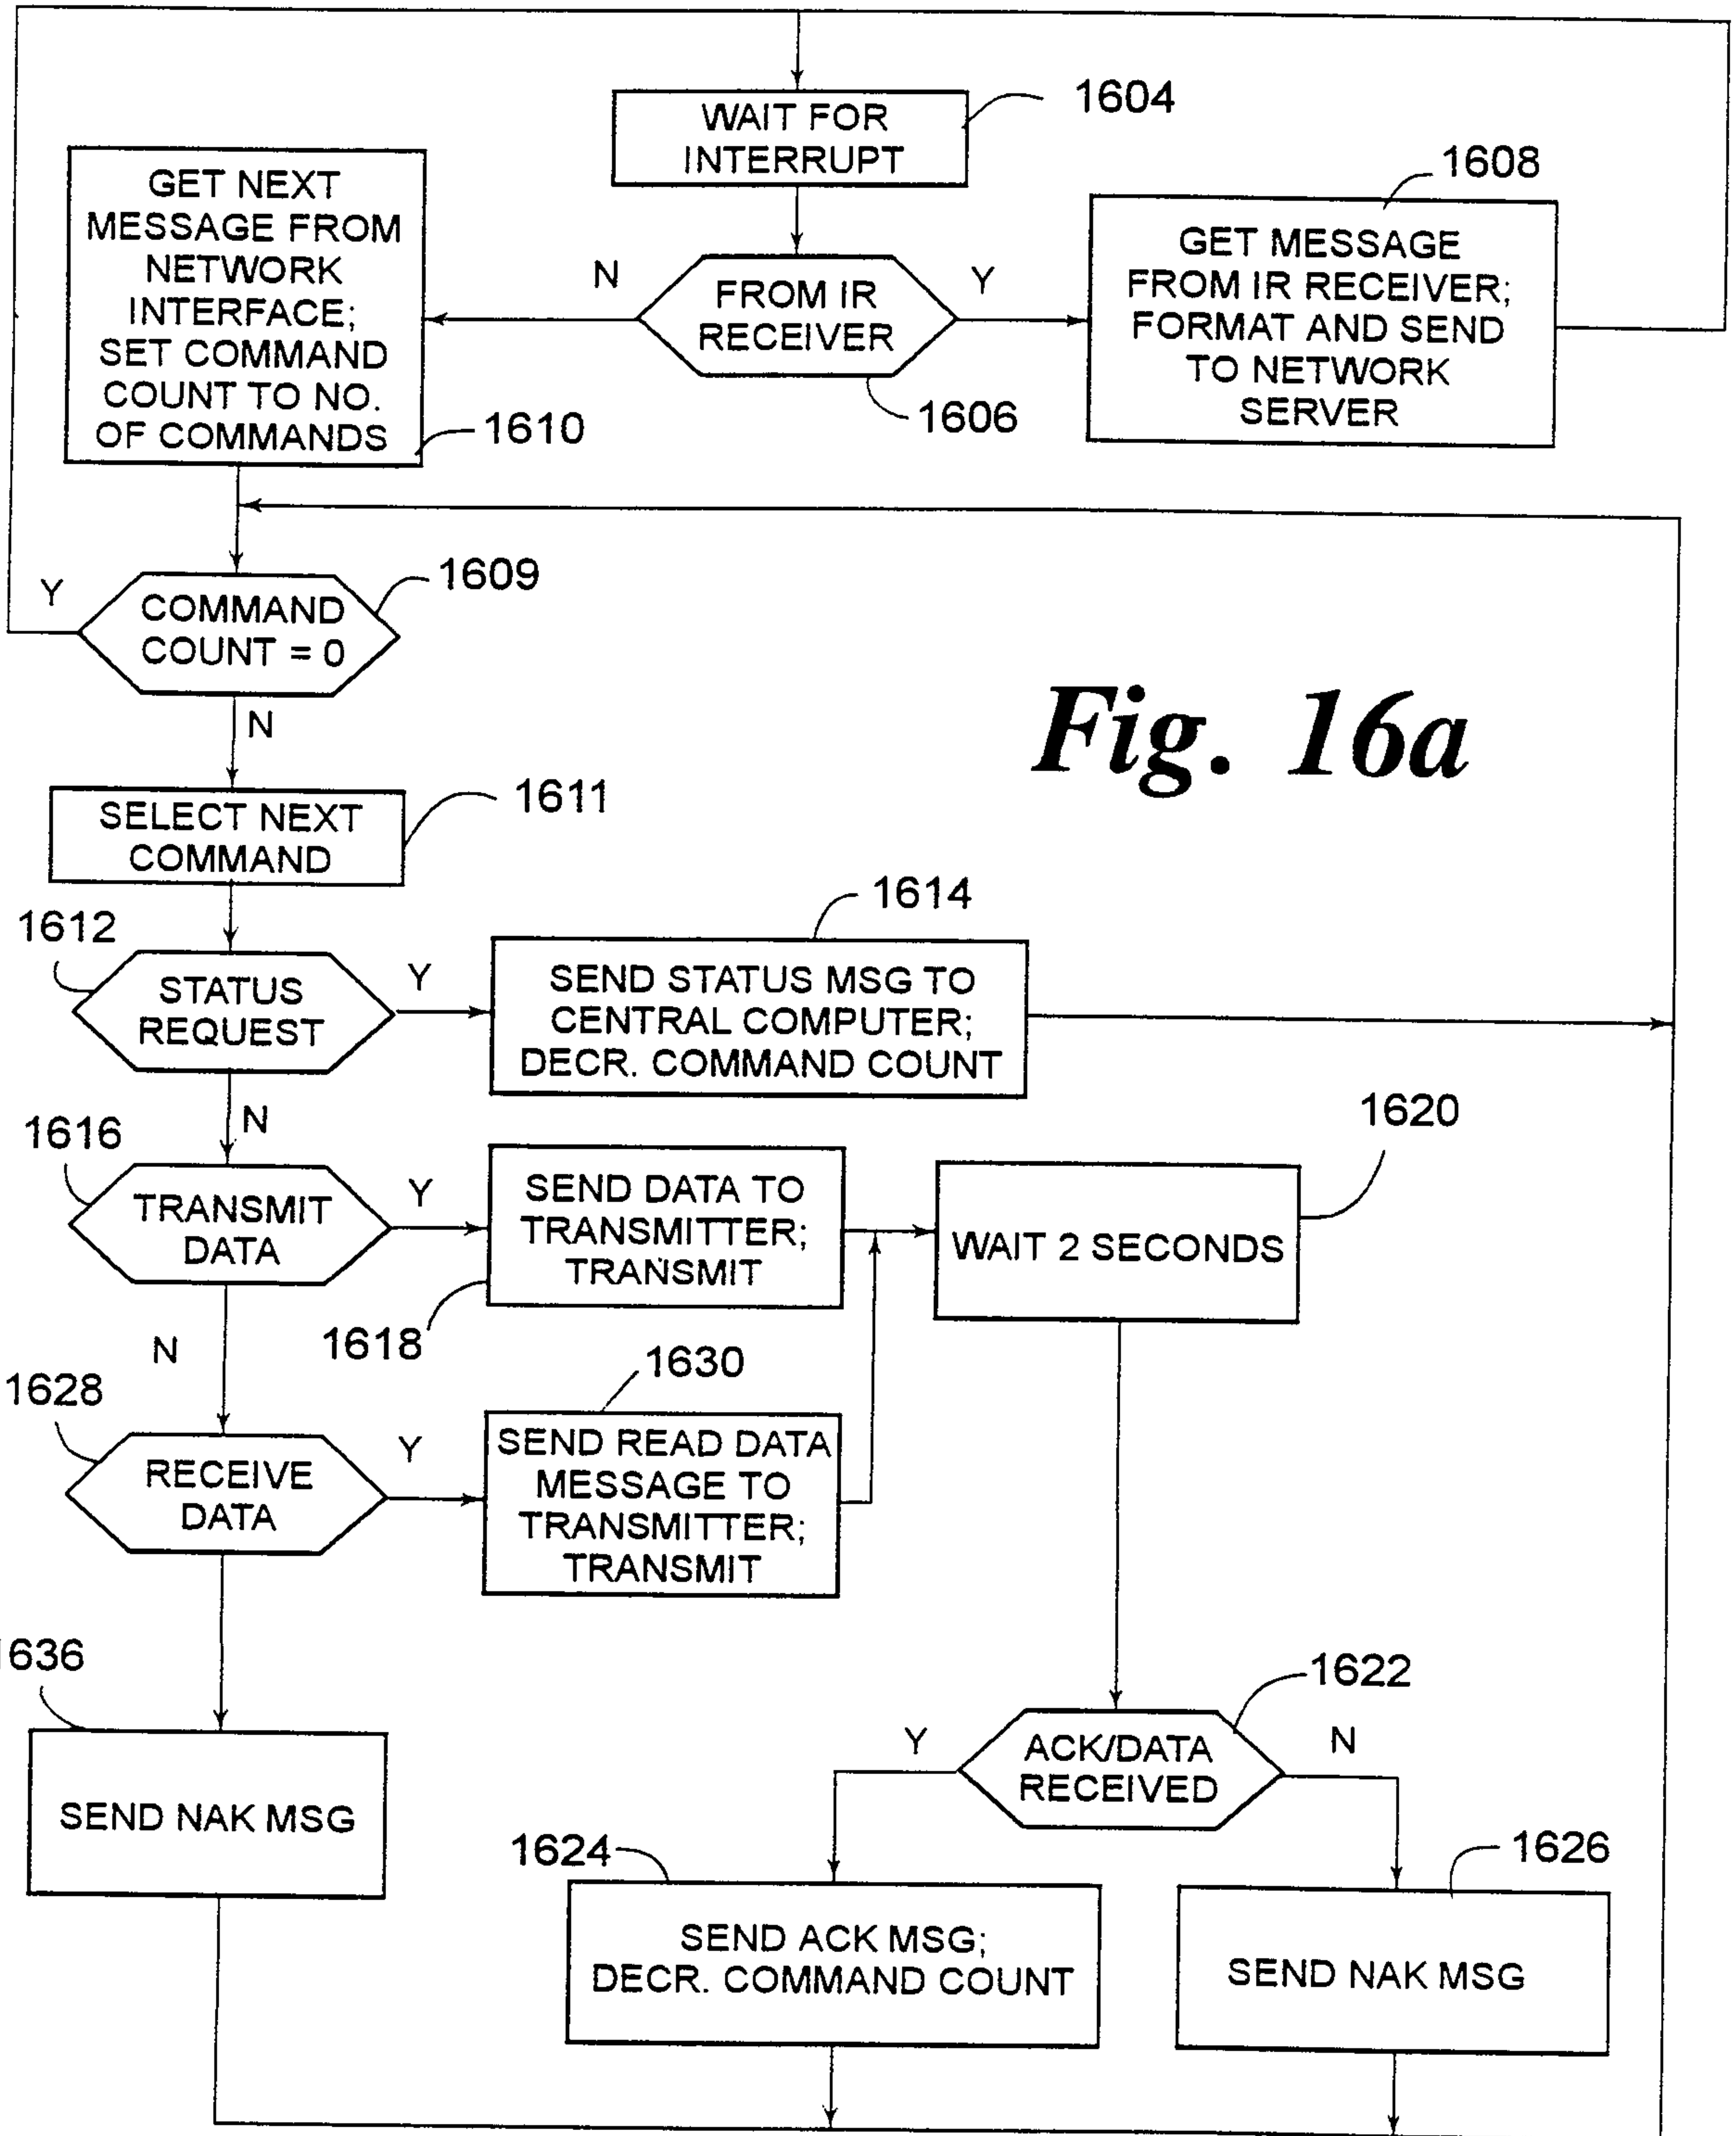 1604
WAIT FOR
INTERRUPT
1608
GET NEXT
MESSAGE FROM
NETWORK
INTERFACE;
SET COMMAND
COUNT TO NO.
OF COMMANDS
1610
N
FROM IR
RECEIVER
Y
1606
GET MESSAGE
FROM IR RECEIVER;
FORMAT AND SEND
TO NETWORK
SERVER
Y
COMMAND
COUNT = 0
1609
N
Fig. 16a
SELECT NEXT
COMMAND
1611
1612
STATUS
REQUEST
Y
1614
SEND STATUS MSG TO
CENTRAL COMPUTER;
DECR. COMMAND COUNT
N
1616
TRANSMIT
DATA
Y
SEND DATA TO
TRANSMITTER;
TRANSMIT
1618
1620
WAIT 2 SECONDS
N
1628
RECEIVE
DATA
Y
1630
SEND READ DATA
MESSAGE TO
TRANSMITTER;
TRANSMIT
1636
SEND NAK MSG
1622
Y
ACK/DATA
RECEIVED
N
1624
SEND ACK MSG;
DECR. COMMAND COUNT
1626
SEND NAK MSG